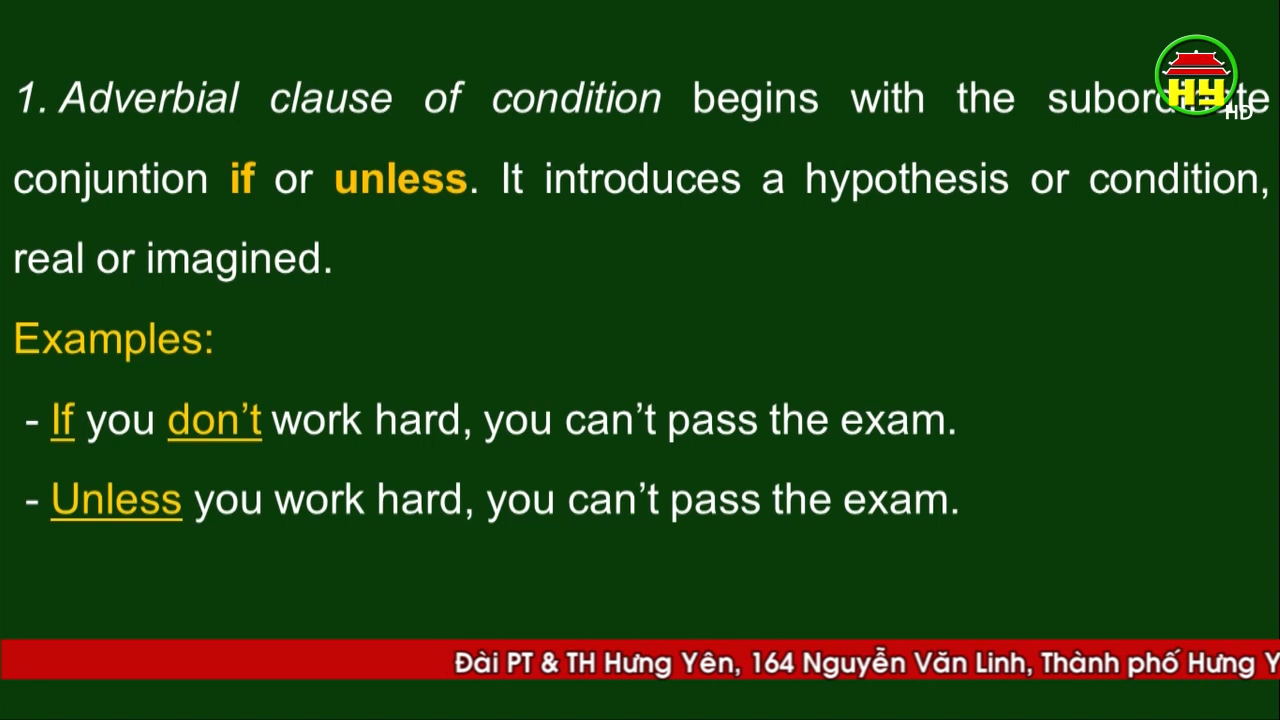 1. Adverbial clause of condition begins with the
conjuntion if or unless. It introduces a hypothesis or condition,
real or imagined.
Examples:
- If you don’t work hard, you can’t pass the exam.
- Unless you work hard, you can’t pass the exam.
HY
HD
Đài PT & TH Hưng Yên, 164 Nguyễn Văn Linh, Thành phố Hưng